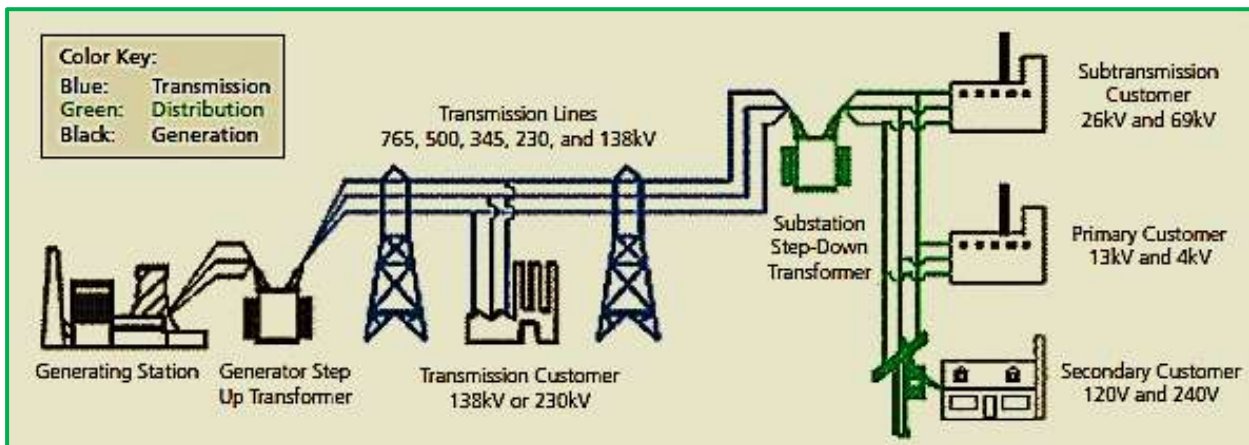 Color Key:
Blue: Transmission
Green: Distribution
Black: Generation
Transmission Lines
765, 500, 345, 230, and 138kV
Subtransmission
Customer
26kV and 69kV
Substation
Step-Down
Transformer
Primary Customer
13kV and 4kV
Generating Station
Generator Step
Up Transformer
Transmission Customer
138kV or 230kV
Secondary Customer
120V and 240V